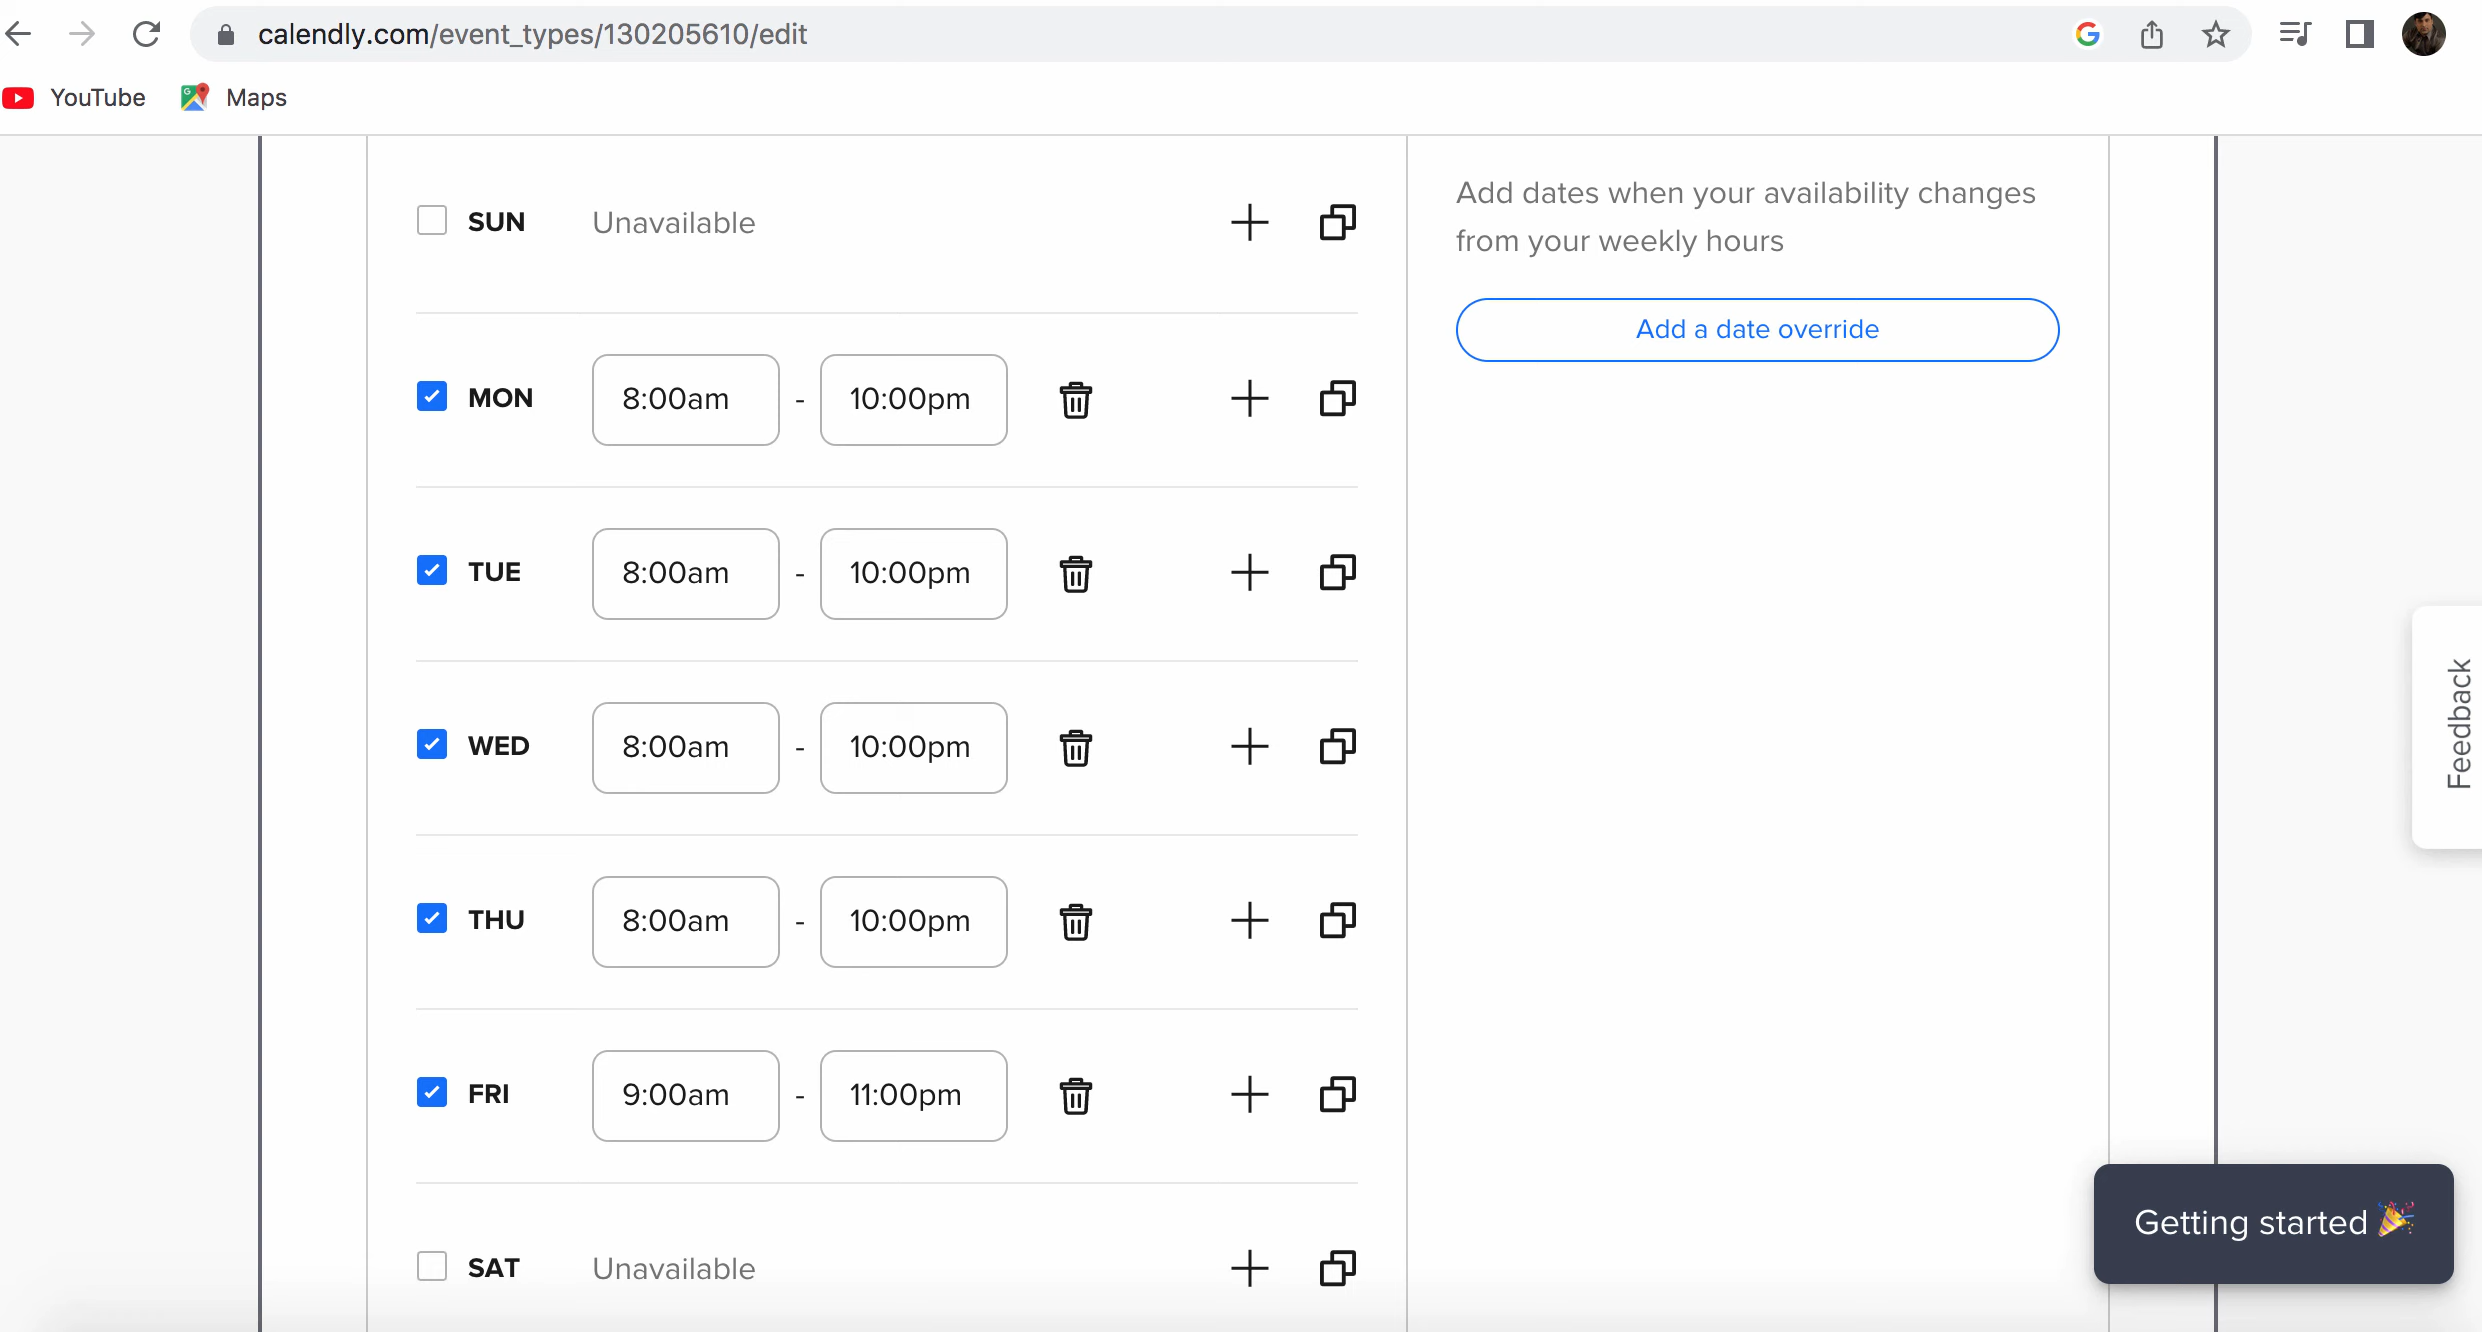 calendly.com/event_types/130205610/edit
YouTube
Maps
SUN Unavailable
Add dates when your availability changes
from your weekly hours
Add a date override
MON 8:00am - 10:00pm
TUE 8:00am - 10:00pm
WED 8:00am - 10:00pm
THU 8:00am - 10:00pm
FRI 9:00am - 11:00pm
SAT Unavailable
Feedback
Getting started 🎉